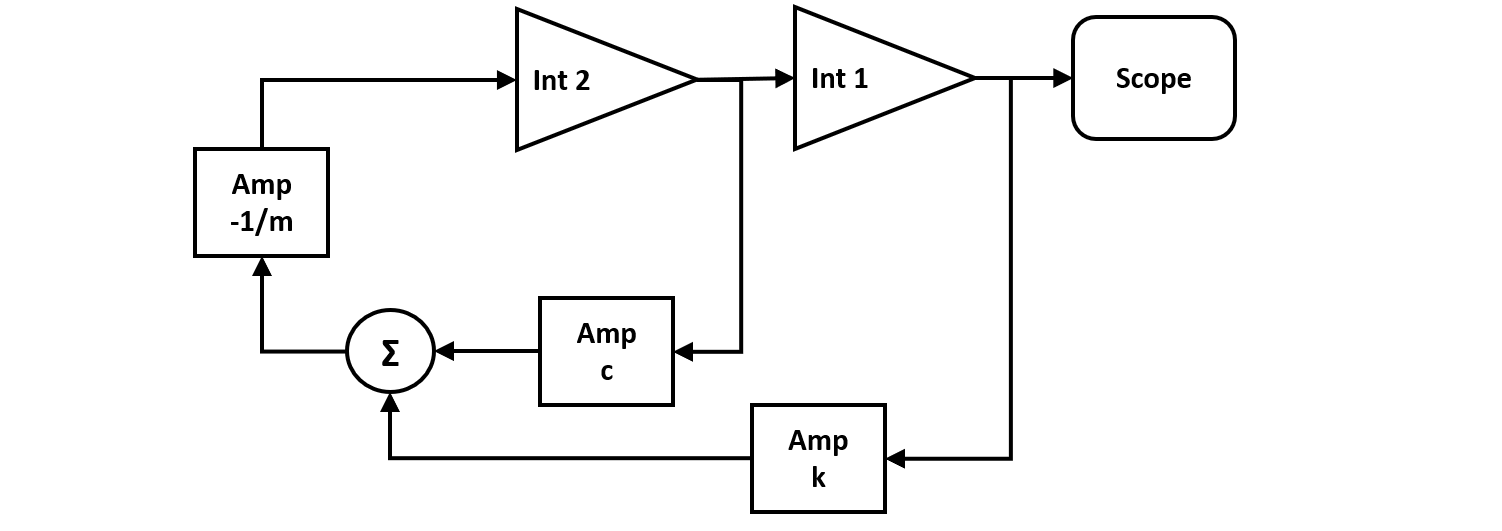 Int 2
Int 1
Scope
Amp
-1/m
Σ
Amp
c
Amp
k